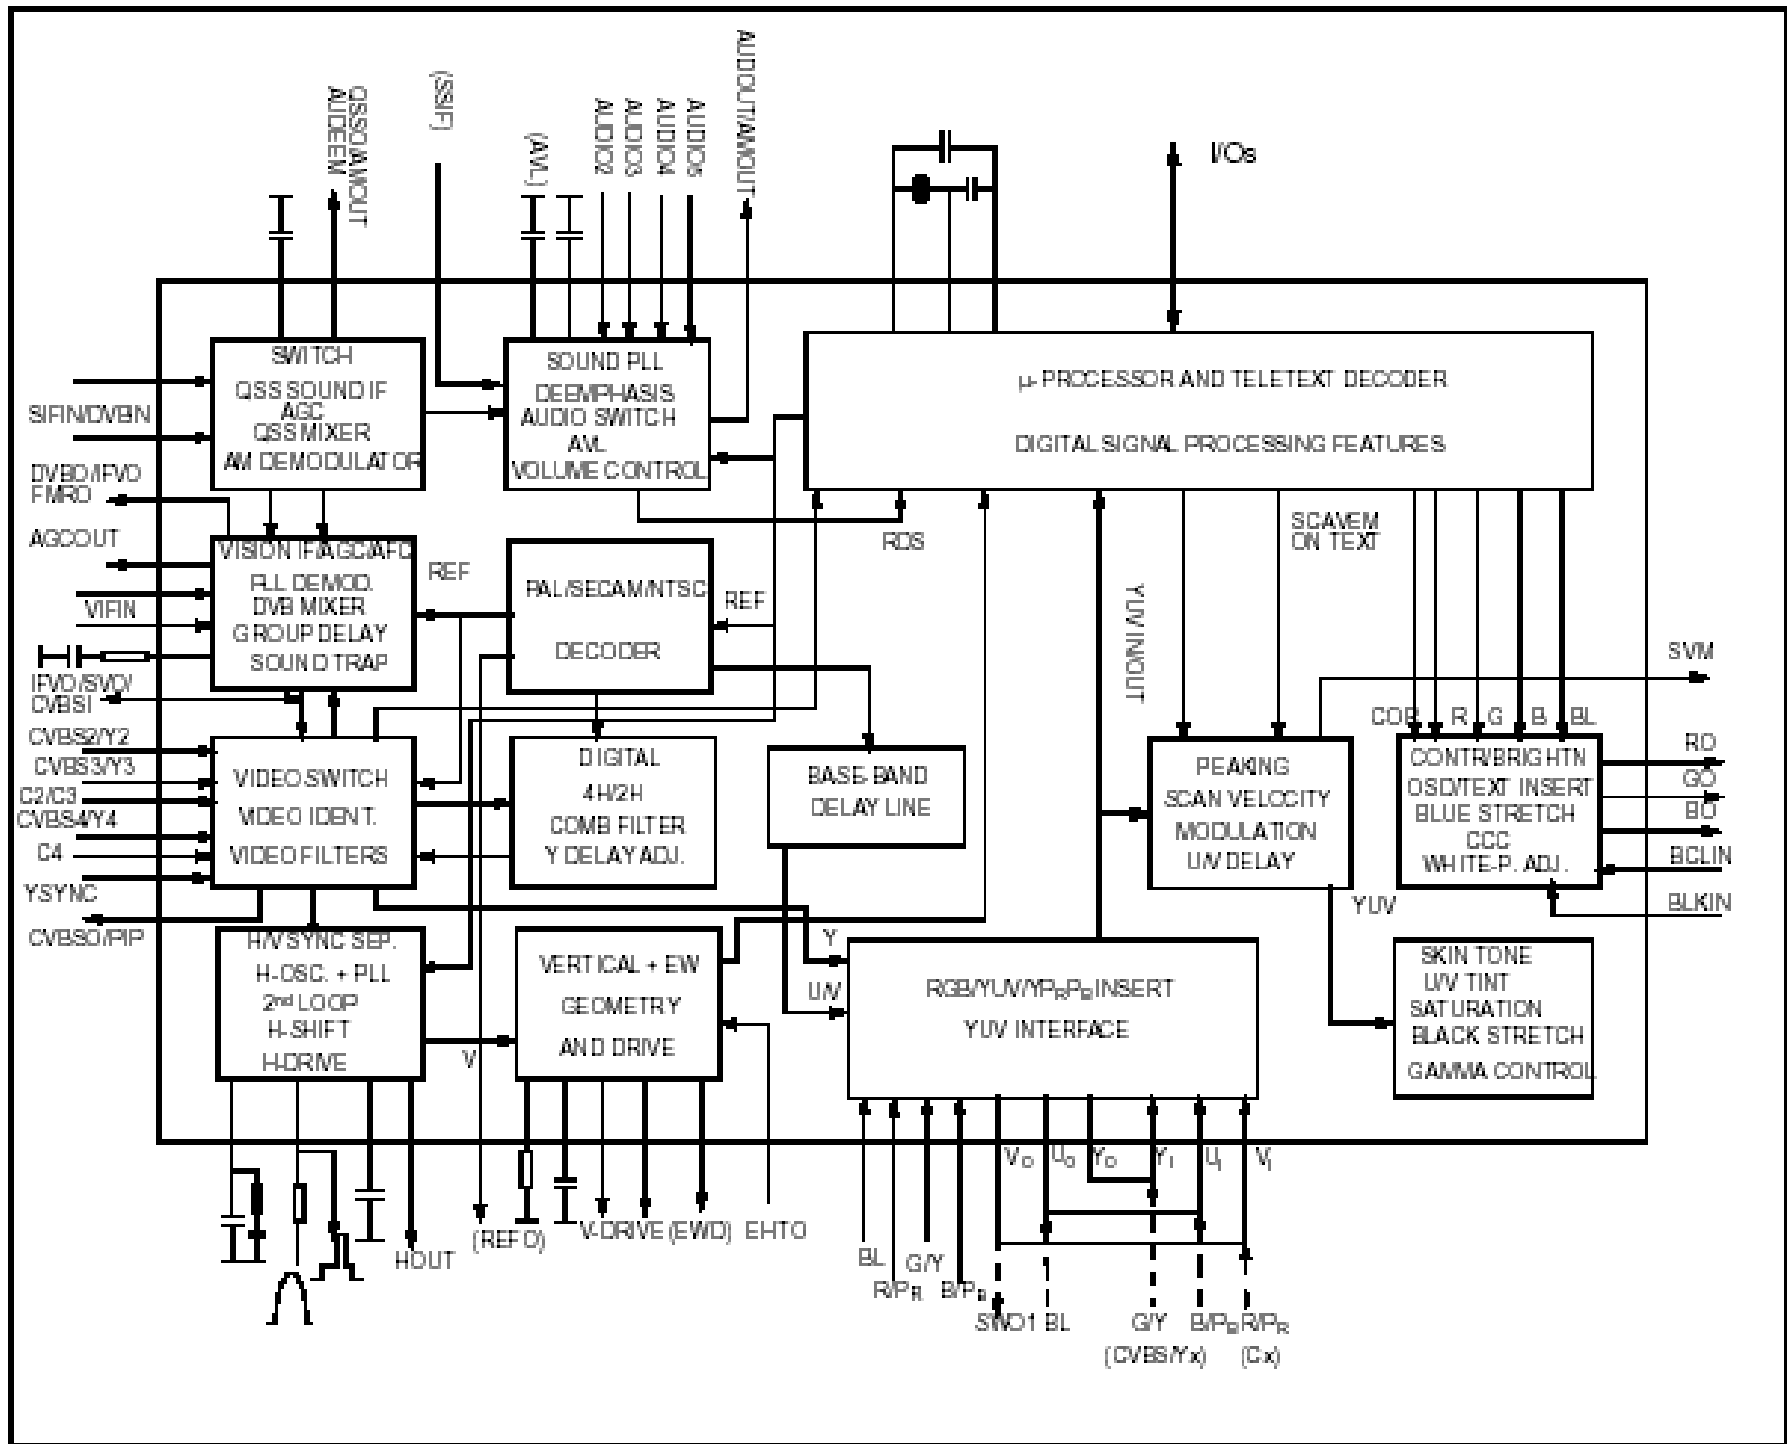 QSSO/AMOUT
AUDEEM
(SSIF)
(AVL)
AUDIO2
AUDIO3
AUDIO4
AUDIO5
AUDOUT/AMOUT
I/Os
SWITCH
QSS SOUND IF
AGC
QSS MIXER
AM DEMODULATOR
SOUND PLL
DEEMPHASIS
AUDIO SWITCH
AVL
VOLUME CONTROL
µ-PROCESSOR AND TELETEXT DECODER
DIGITAL SIGNAL PROCESSING FEATURES
SIFIN/DVBIN
DVBO/IFVO
FMRO
AGCOUT
VIFIN
IFVO/SVO/
CVBSI
VISION IF/AGC/AFC
PLL DEMOD.
DVB MIXER
GROUP DELAY
SOUND TRAP
REF
PAL/SECAM/NTSC
DECODER
REF
RDS
SCAVEM
ON TEXT
YUV IN/OUT
SVM
CVBS2/Y2
CVBS3/Y3
C2/C3
CVBS4/Y4
C4
YSYNC
CVBSO/PIP
VIDEO SWITCH
VIDEO IDENT.
VIDEO FILTERS
DIGITAL
4H/2H
COMB FILTER
Y DELAY ADJ.
BASE-BAND
DELAY LINE
PEAKING
SCAN VELOCITY
MODULATION
U/V DELAY
COR R G B BL
CONTR/BRIGHTN
OSD/TEXT INSERT
BLUE STRETCH
CCC
WHITE-P. ADJ.
RO
GO
BO
BCLIN
BLKIN
YUV
H/V SYNC SEP.
H-OSC. + PLL
2nd LOOP
H-SHIFT
H-DRIVE
V
VERTICAL + EW
GEOMETRY
AND DRIVE
Y
U/V
RGB/YUV/YPRPB INSERT
YUV INTERFACE
SKIN TONE
U/V TINT
SATURATION
BLACK STRETCH
GAMMA CONTROL
VO UO YO YI UI VI
HOUT
(REFO)
V-DRIVE (EWD) EHTO
BL
R/PR
G/Y
B/PB
SWO1 BL
G/Y
(CVBS/Yx)
B/PB
R/PR
(Cx)